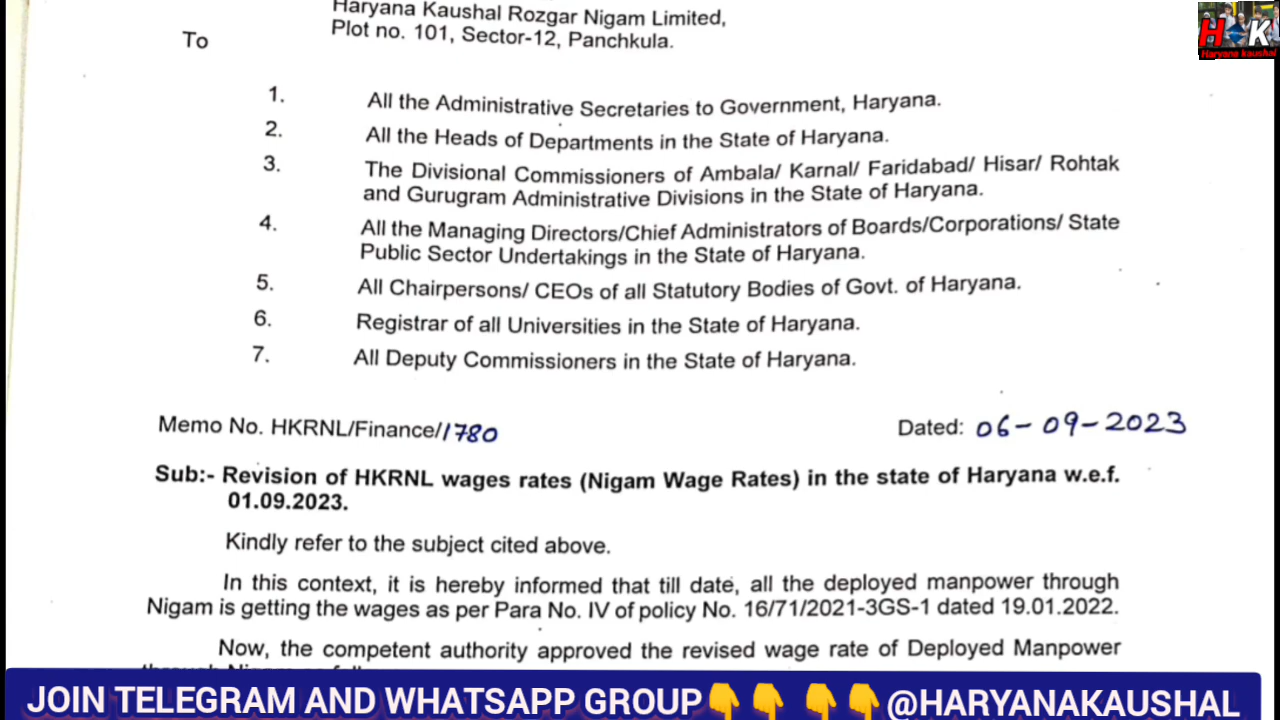 Haryana Kaushal Rozgar Nigam Limited,
Plot no. 101, Sector-12, Panchkula.
To
1. All the Administrative Secretaries to Government, Haryana.
2. All the Heads of Departments in the State of Haryana.
3. The Divisional Commissioners of Ambala/ Karnal/ Faridabad/ Hisar/ Rohtak
and Gurugram Administrative Divisions in the State of Haryana.
4. All the Managing Directors/Chief Administrators of Boards/Corporations/ State
Public Sector Undertakings in the State of Haryana.
5. All Chairpersons/ CEOs of all Statutory Bodies of Govt. of Haryana.
6. Registrar of all Universities in the State of Haryana.
7. All Deputy Commissioners in the State of Haryana.
Memo No. HKRNL/Finance/1780 Dated: 06-09-2023
Sub:- Revision of HKRNL wages rates (Nigam Wage Rates) in the state of Haryana w.e.f.
01.09.2023.
Kindly refer to the subject cited above.
In this context, it is hereby informed that till date, all the deployed manpower through
Nigam is getting the wages as per Para No. IV of policy No. 16/71/2021-3GS-1 dated 19.01.2022.
Now, the competent authority approved the revised wage rate of Deployed Manpower
JOIN TELEGRAM AND WHATSAPP GROUP👇👇 👇👇@HARYANAKAUSHAL
H K
Haryana kaushal